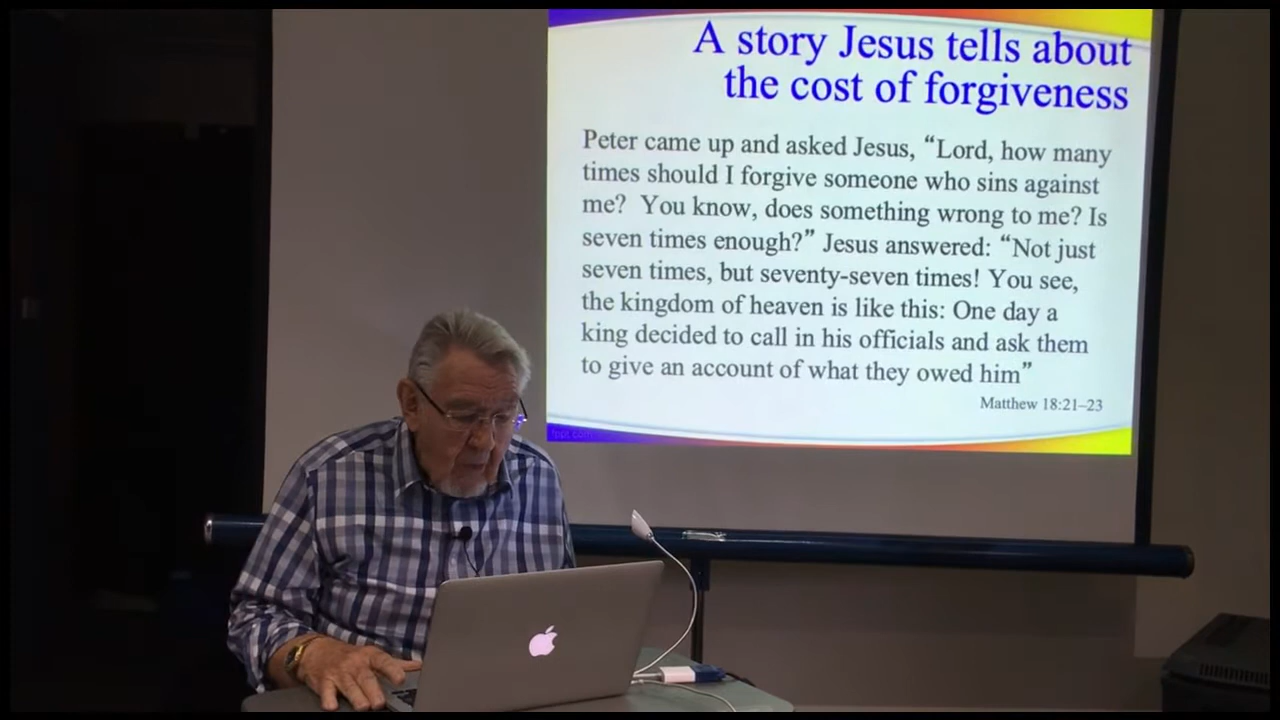 A story Jesus tells about
the cost of forgiveness
Peter came up and asked Jesus, “Lord, how many
times should I forgive someone who sins against
me?  You know, does something wrong to me? Is
seven times enough?” Jesus answered: “Not just
seven times, but seventy-seven times! You see,
the kingdom of heaven is like this: One day a
king decided to call in his officials and ask them
to give an account of what they owed him”
Matthew 18:21–23